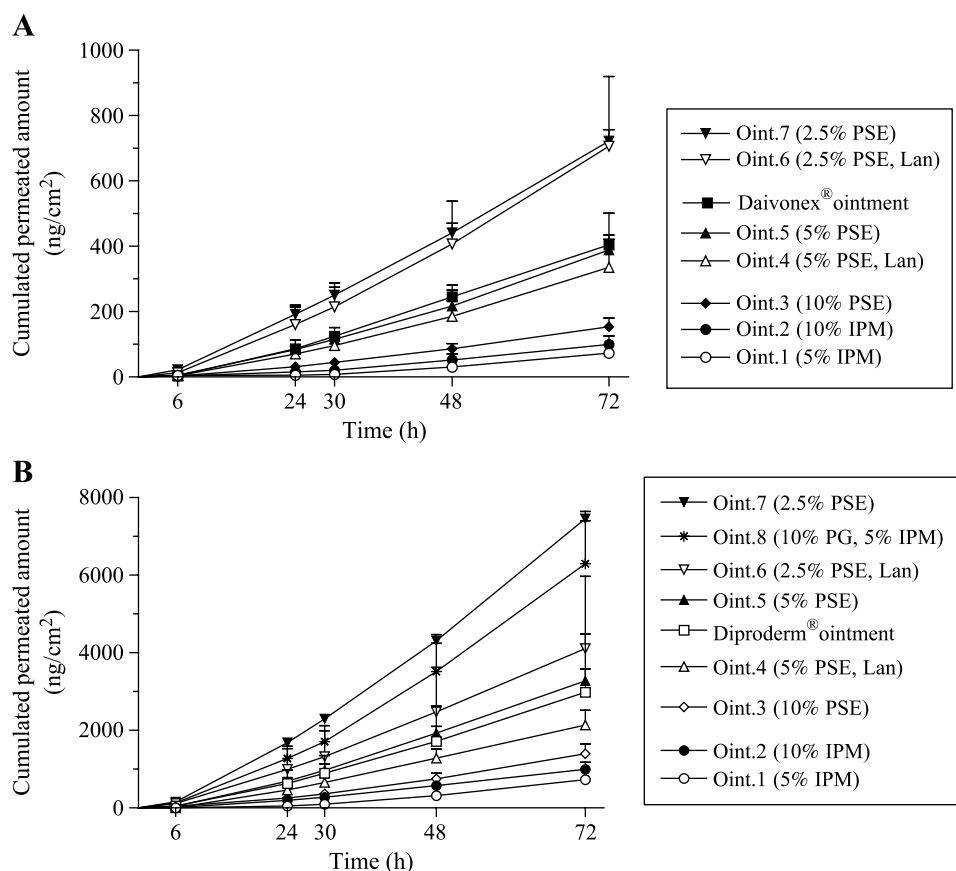 A
Cumulated permeated amount
(ng/cm²)
1000
800
600
400
200
0
6
24
30
48
72
Time (h)
Oint.7 (2.5% PSE)
Oint.6 (2.5% PSE, Lan)
Daivonex® ointment
Oint.5 (5% PSE)
Oint.4 (5% PSE, Lan)
Oint.3 (10% PSE)
Oint.2 (10% IPM)
Oint.1 (5% IPM)
B
Cumulated permeated amount
(ng/cm²)
8000
6000
4000
2000
0
6
24
30
48
72
Time (h)
Oint.7 (2.5% PSE)
Oint.8 (10% PG, 5% IPM)
Oint.6 (2.5% PSE, Lan)
Oint.5 (5% PSE)
Diproderm® ointment
Oint.4 (5% PSE, Lan)
Oint.3 (10% PSE)
Oint.2 (10% IPM)
Oint.1 (5% IPM)